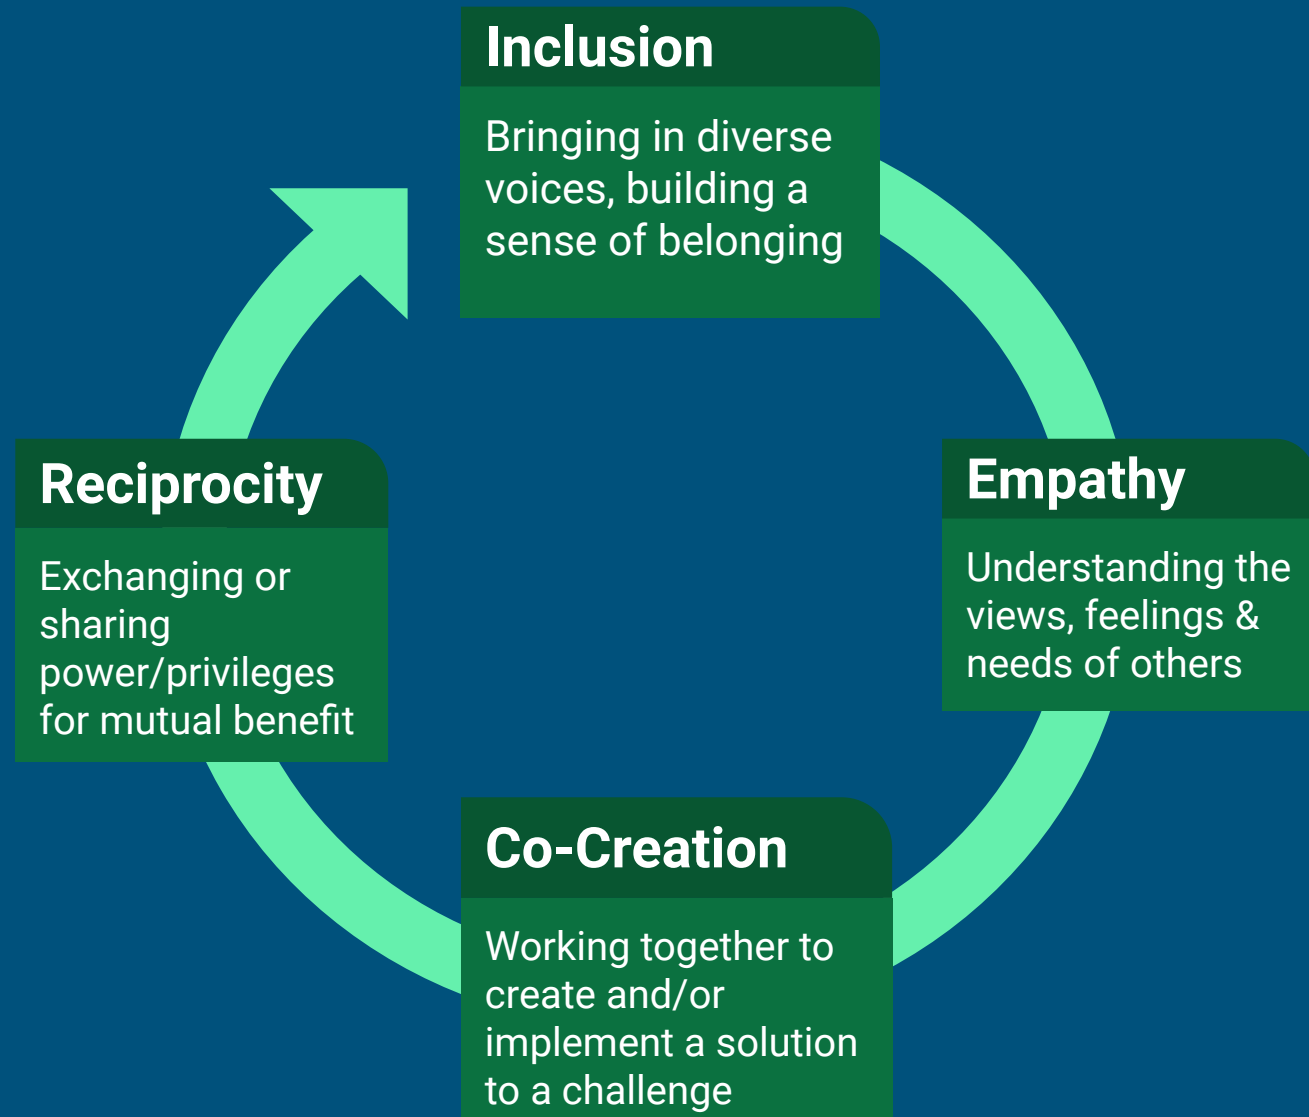 Inclusion
Bringing in diverse
voices, building a
sense of belonging
Empathy
Understanding the
views, feelings &
needs of others
Co-Creation
Working together to
create and/or
implement a solution
to a challenge
Reciprocity
Exchanging or
sharing
power/privileges
for mutual benefit